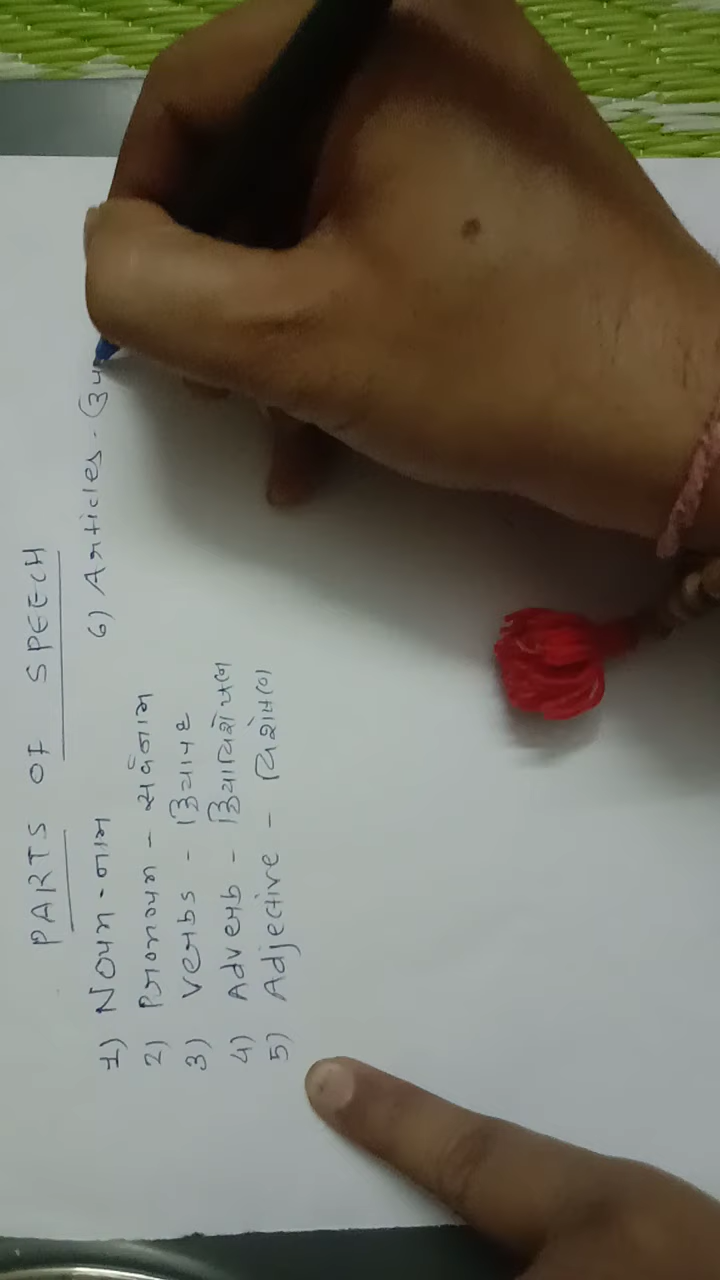 PARTS OF SPEECH
1) Noun - નામ
2) Pronoun - સર્વનામ
3) Verbs - ક્રિયાપદ
4) Adverb - ક્રિયાવિશેષણ
5) Adjective - વિશેષણ
6) Articles - (ઉપ